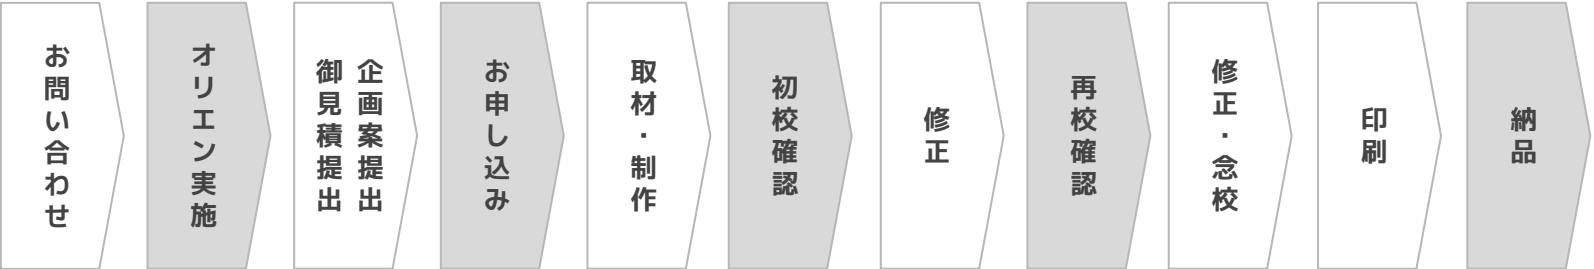 お問い合わせ
オリエン実施
企画案提出
御見積提出
お申し込み
取材・制作
初校確認
修正
再校確認
修正・念校
印刷
納品